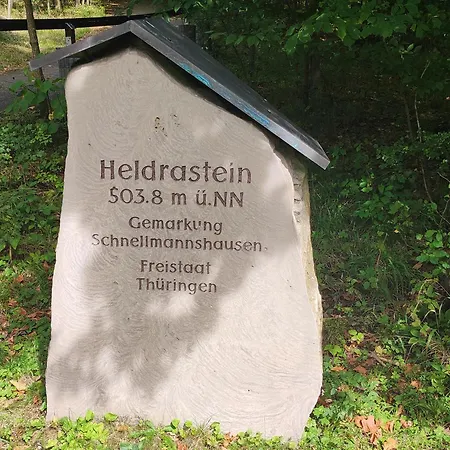 Heldrastein
503.8 m ü.NN
Gemarkung
Schnellmannshausen
Freistaat
Thüringen